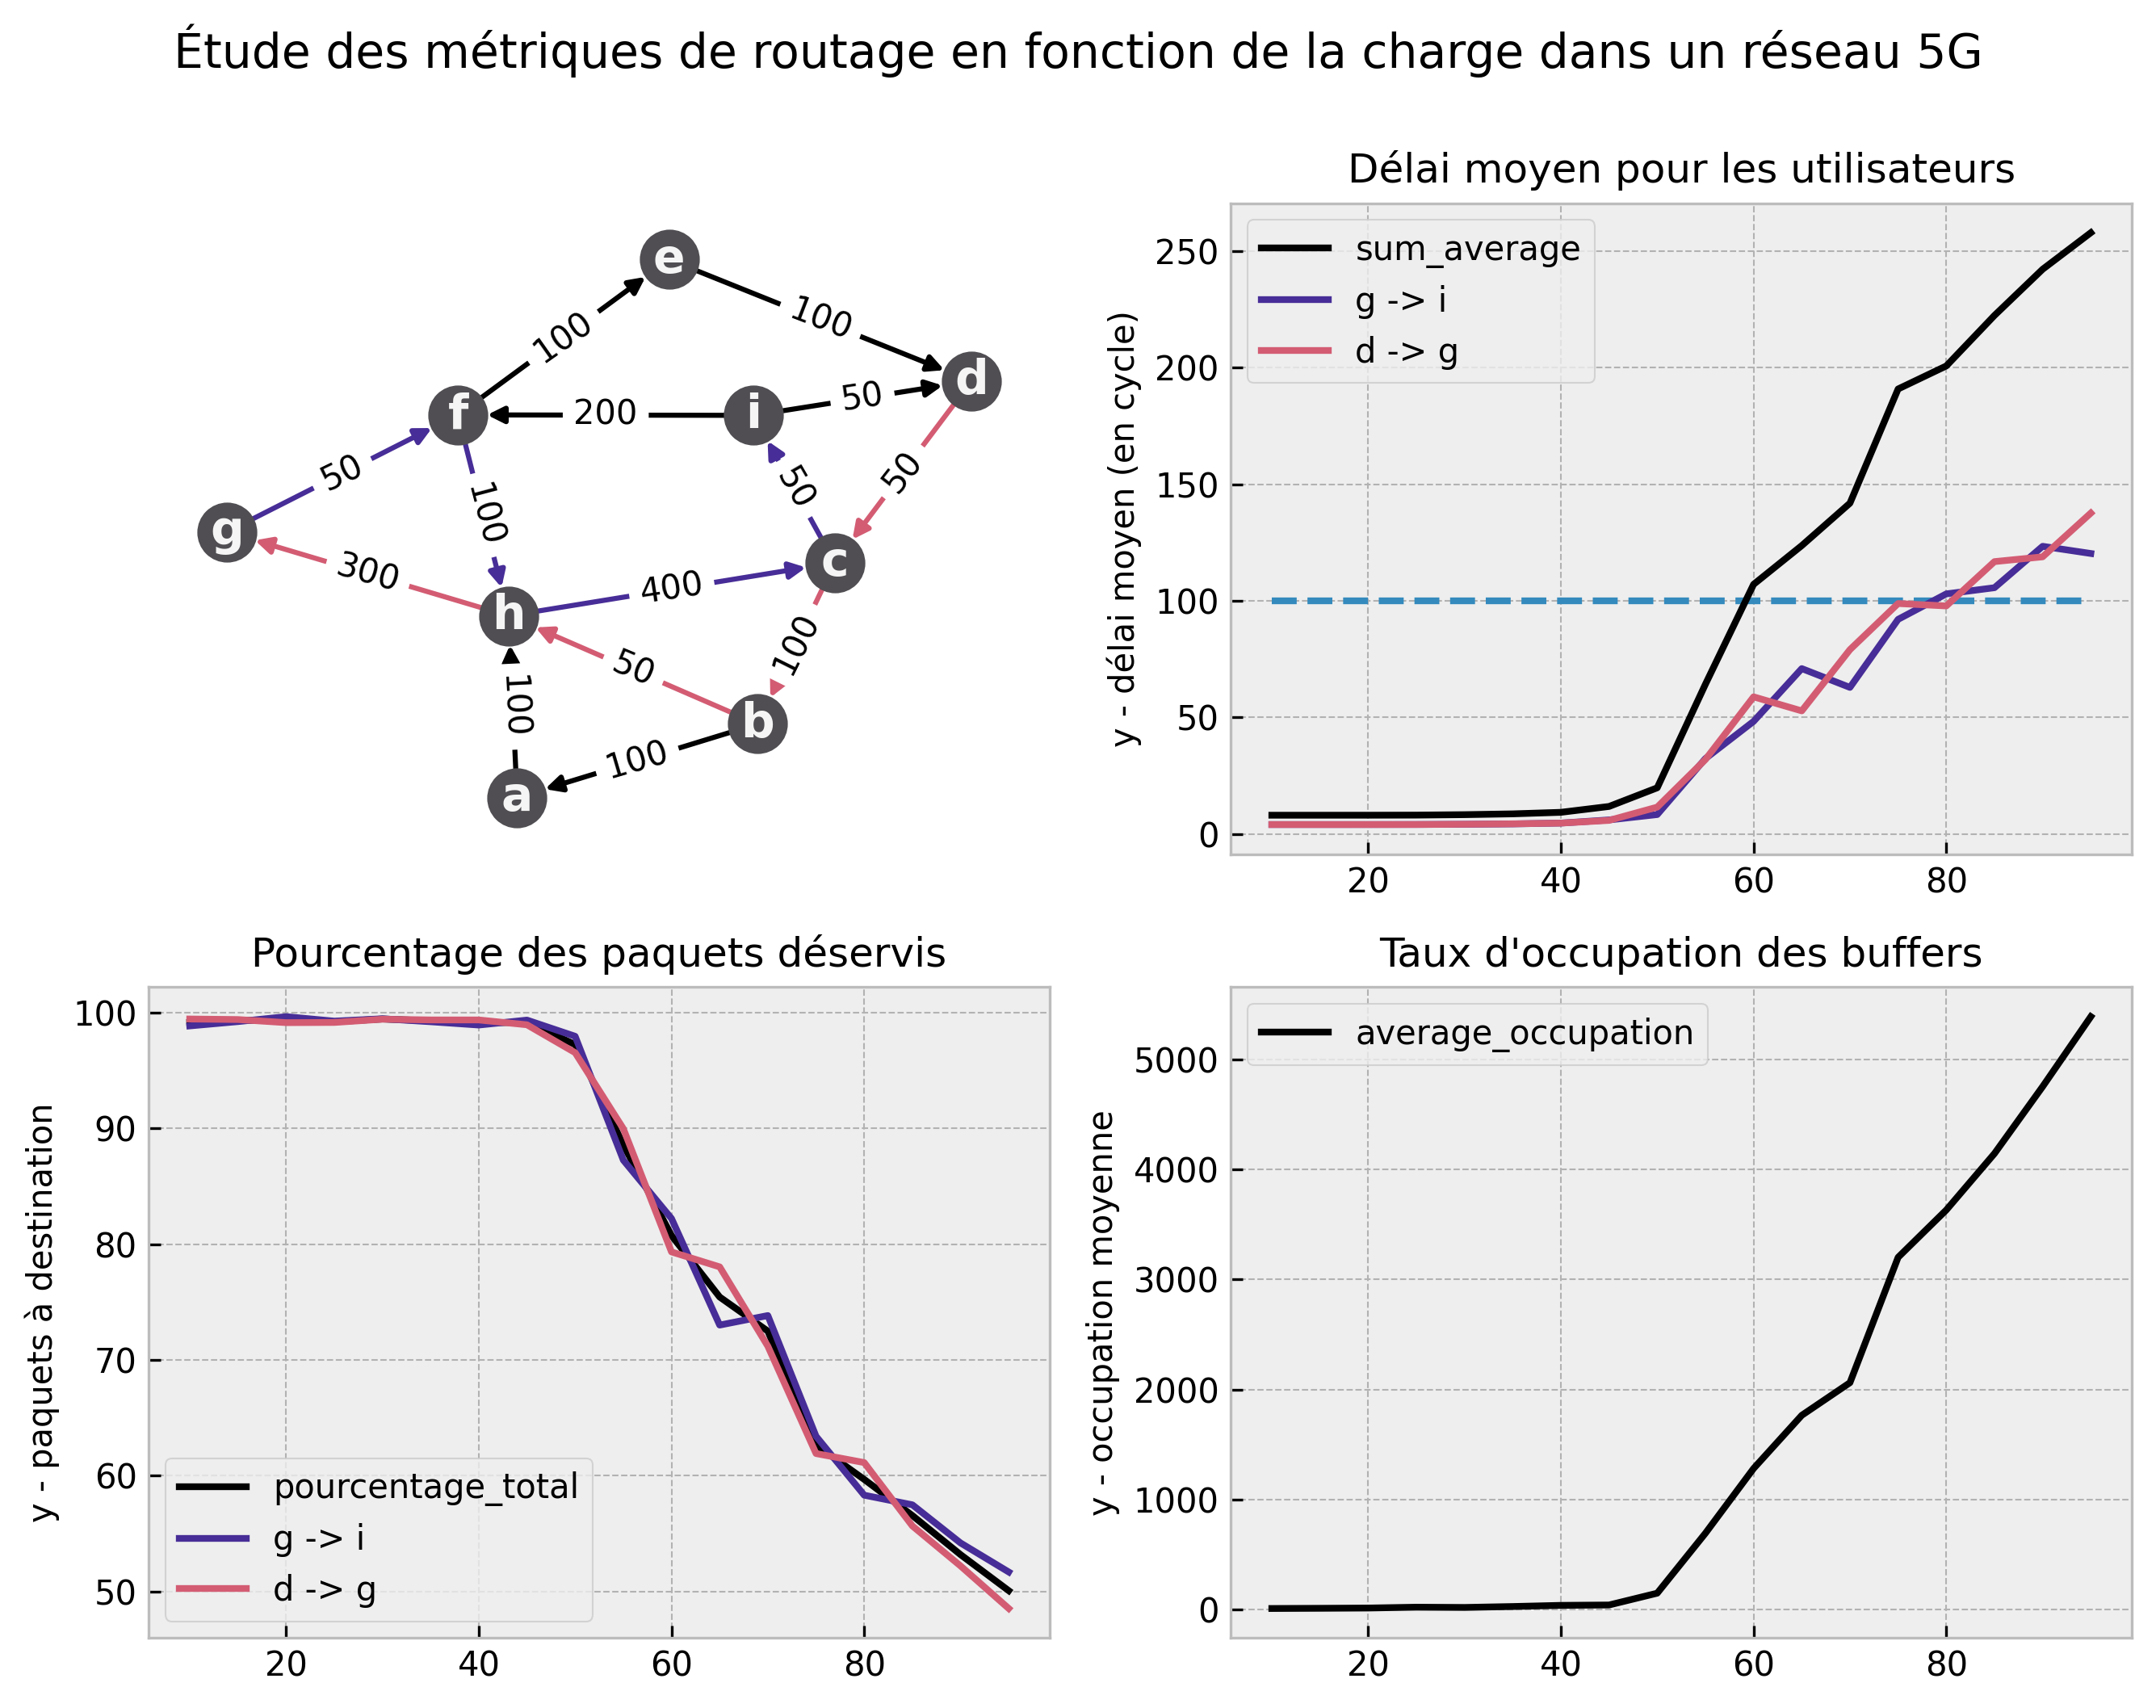 Étude des métriques de routage en fonction de la charge dans un réseau 5G
e
100
100
d
f
200
i
50
50
100
50
50
g
300
h
400
c
100
50
100
b
100
a
Délai moyen pour les utilisateurs
y - délai moyen (en cycle)
sum_average
g -> i
d -> g
250
200
150
100
50
0
20 40 60 80
Pourcentage des paquets déservis
y - paquets à destination
100
90
80
70
60
50
pourcentage_total
g -> i
d -> g
20 40 60 80
Taux d'occupation des buffers
y - occupation moyenne
average_occupation
5000
4000
3000
2000
1000
0
20 40 60 80